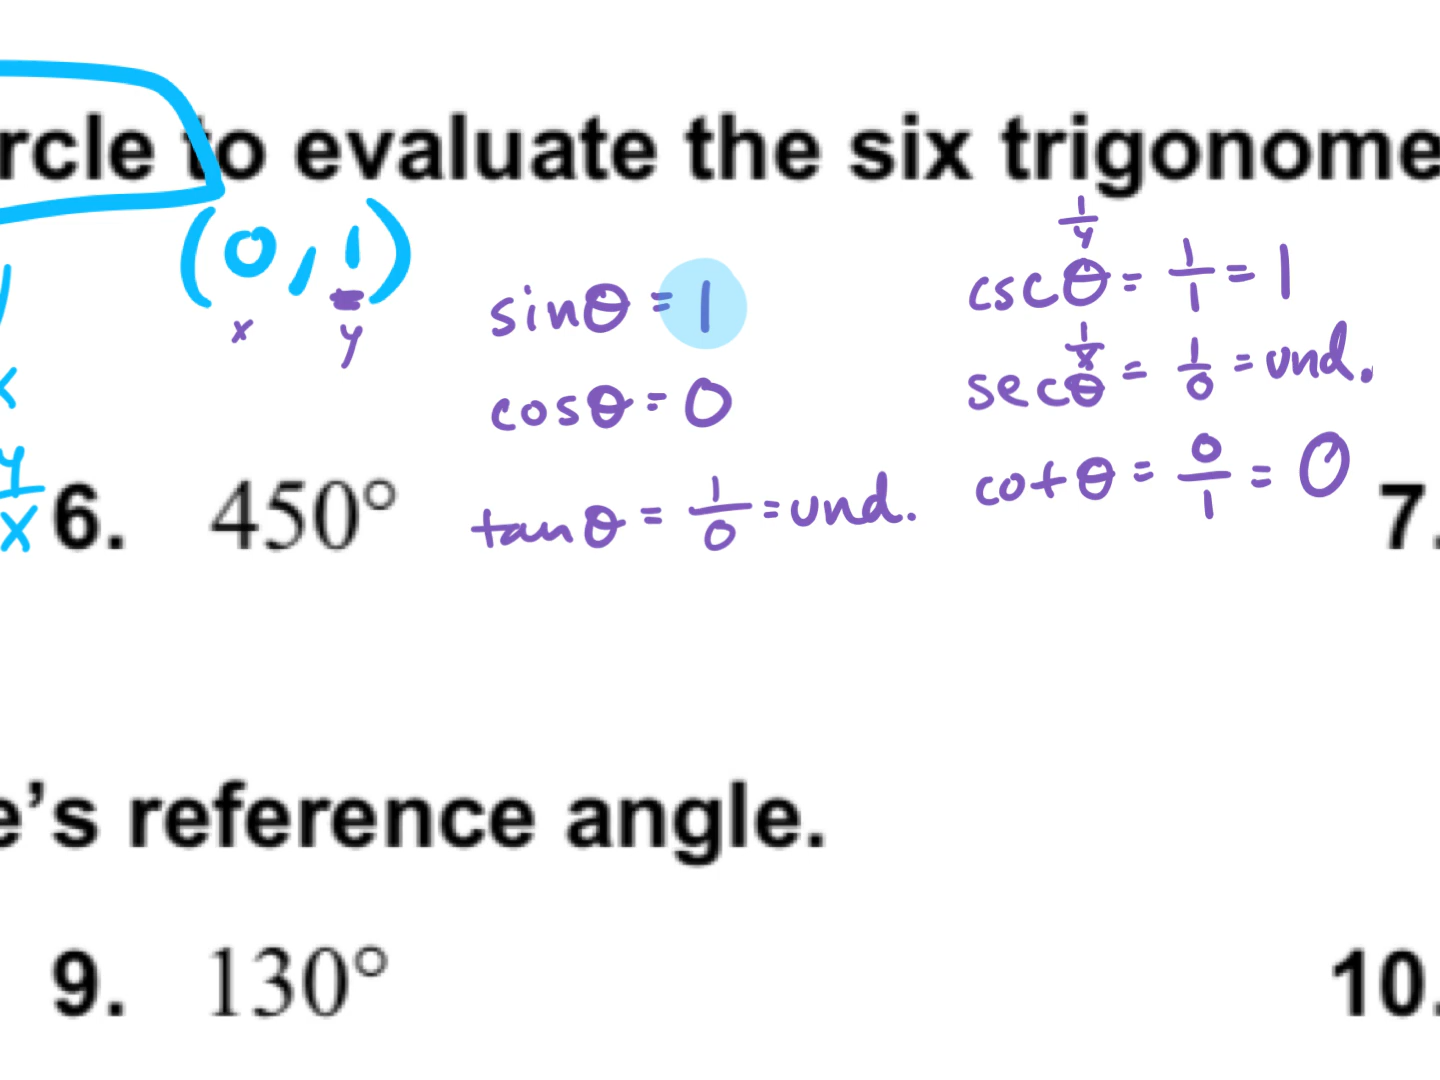 rcle to evaluate the six trigonome
(0, 1)
x y
sinθ = 1
cosθ = 0
tanθ = 1/0 = und.
1/y
cscθ = 1/1 = 1
1/x
secθ = 1/0 = und.
cotθ = 0/1 = 0
x
y/x
6. 450°
7.
e’s reference angle.
9. 130°
10.